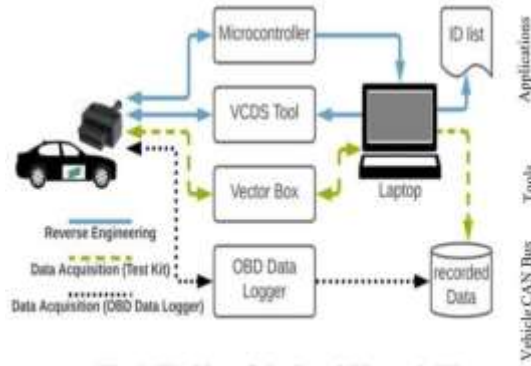 Microcontroller
ID list
VCDS Tool
Laptop
Vector Box
Reverse Engineering
Data Acquisition (Test Kit)
Data Acquisition (OBD Data Logger)
OBD Data
Logger
recorded
Data
Applications
Tools
Vehicle CAN Bus